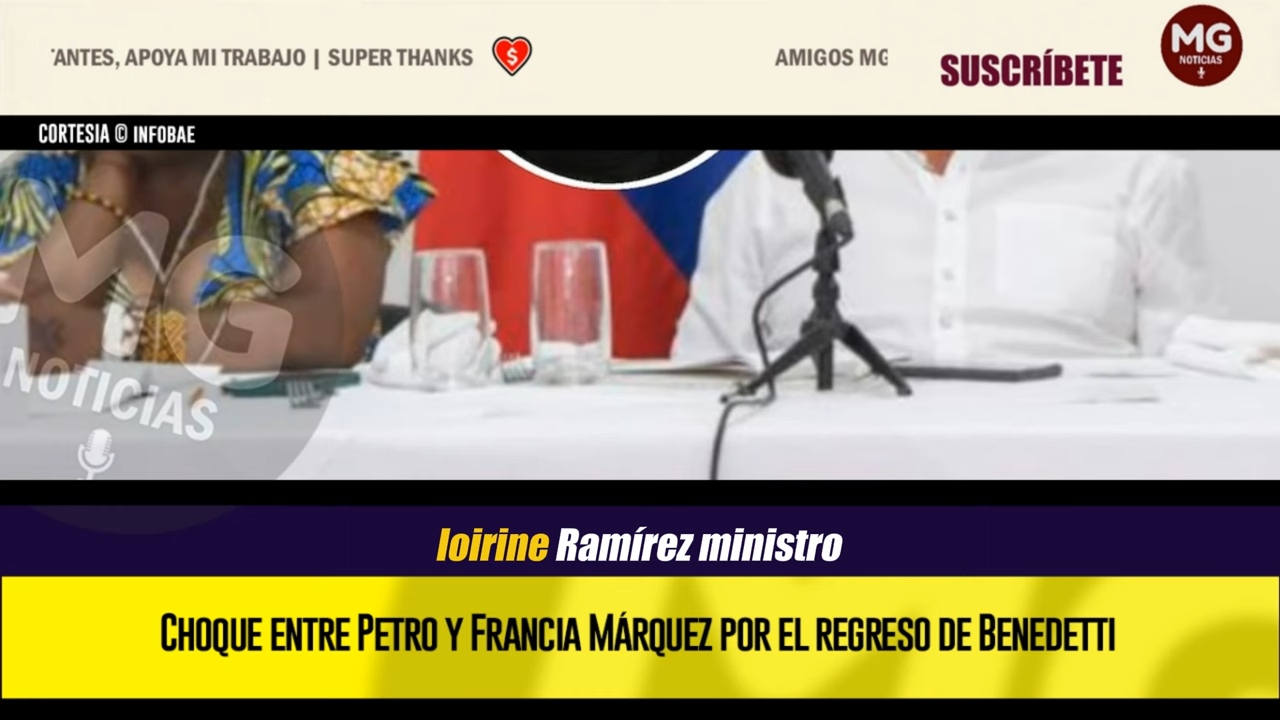 'ANTES, APOYA MI TRABAJO | SUPER THANKS
AMIGOS MG
SUSCRÍBETE
MG
NOTICIAS
CORTESIA © INFOBAE
MG
NOTICiAS
loirine Ramírez ministro
CHOQUE ENTRE PETRO Y FRANCIA MÁRQUEZ POR EL REGRESO DE BENEDETTI